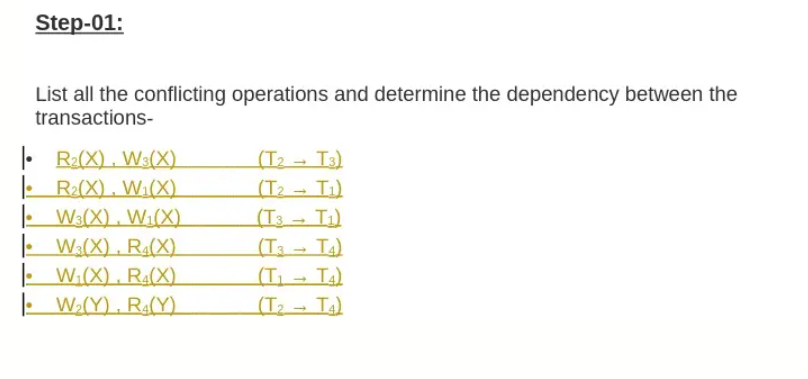 Step-01:
List all the conflicting operations and determine the dependency between the
transactions-
• R₂(X) , W₃(X) (T₂ → T₃)
• R₂(X) , W₁(X) (T₂ → T₁)
• W₃(X) , W₁(X) (T₃ → T₁)
• W₃(X) , R₄(X) (T₃ → T₄)
• W₁(X) , R₄(X) (T₁ → T₄)
• W₂(Y) , R₄(Y) (T₂ → T₄)